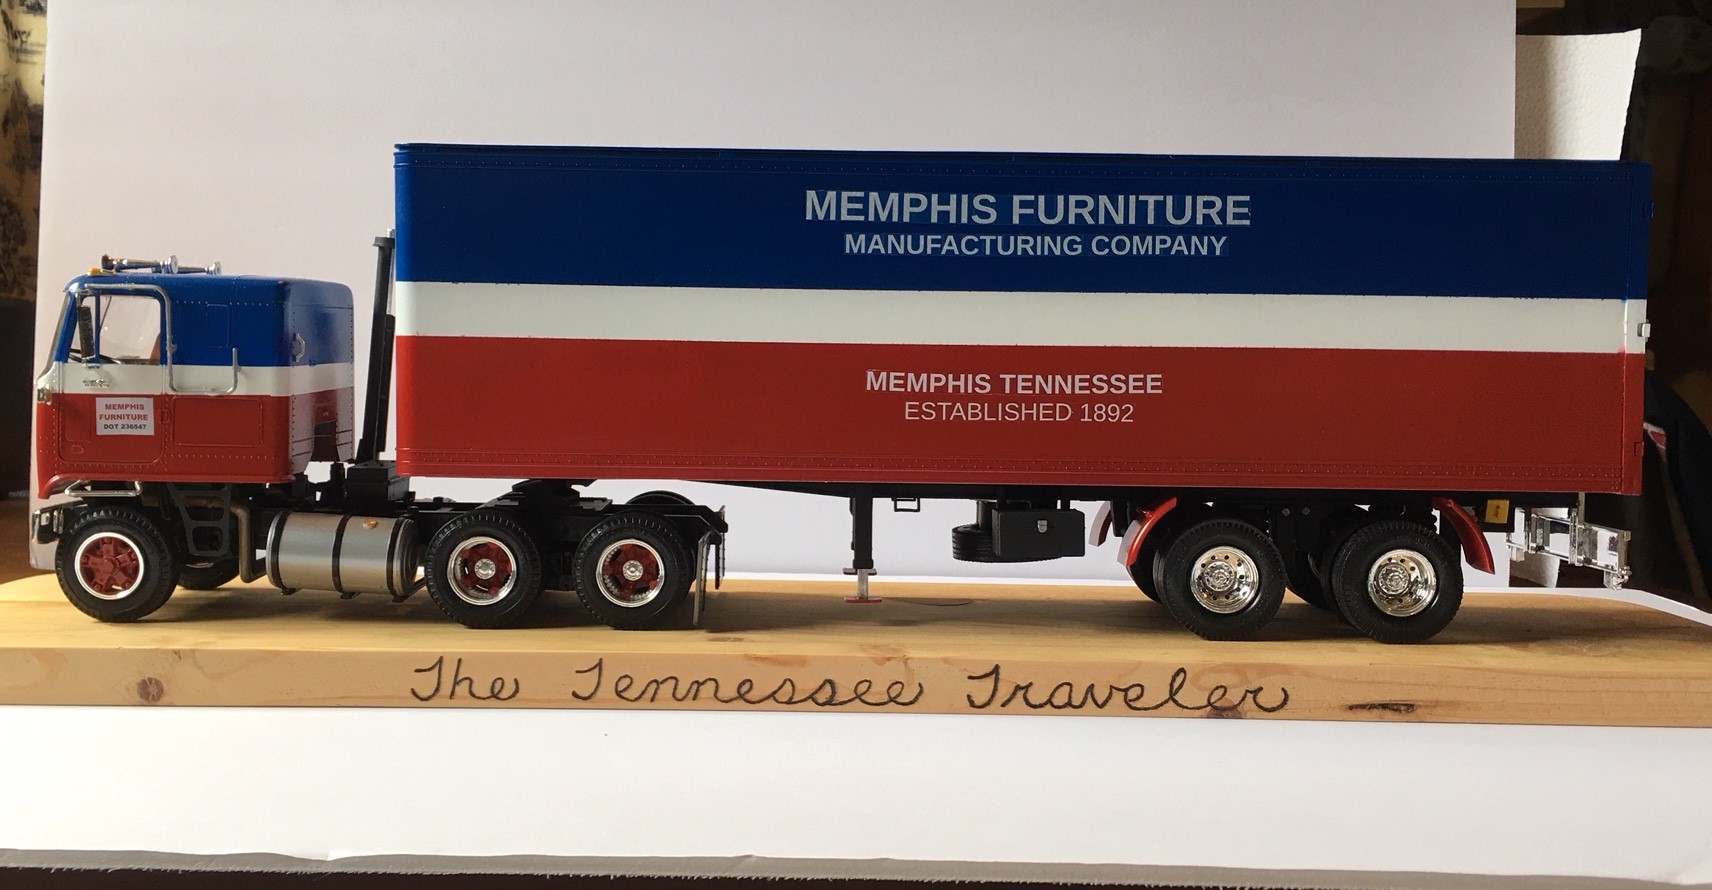 MEMPHIS FURNITURE
MANUFACTURING COMPANY
MEMPHIS TENNESSEE
ESTABLISHED 1892
MEMPHIS
FURNITURE
DOT 236547
The Tennessee Traveler